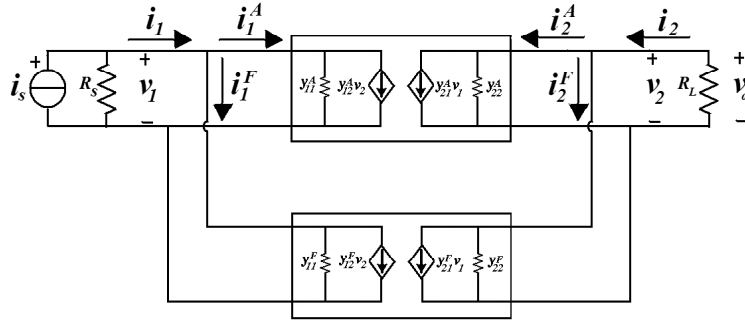 i_1 i_1^A i_2^A i_2
+ + + +
i_s R_S v_1 i_1^F y_11^A y_12^A v_2 y_21^A v_1 y_22^A i_2^F v_2 R_L
− − −
y_11^F y_12^F v_2 y_21^F v_1 y_22^F